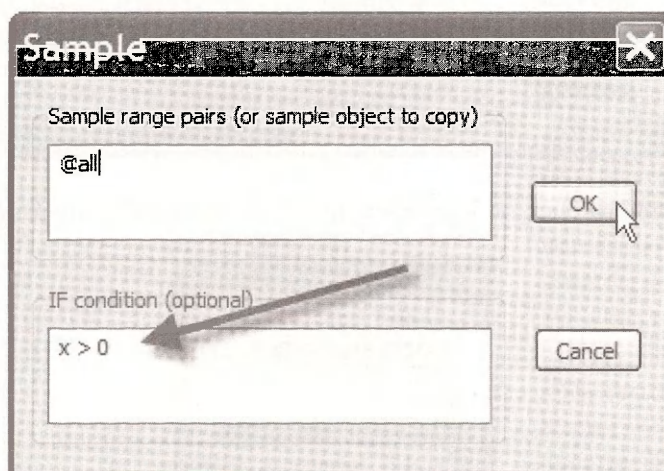 Sample
Sample range pairs (or sample object to copy)
@all
OK
IF condition (optional)
x > 0
Cancel